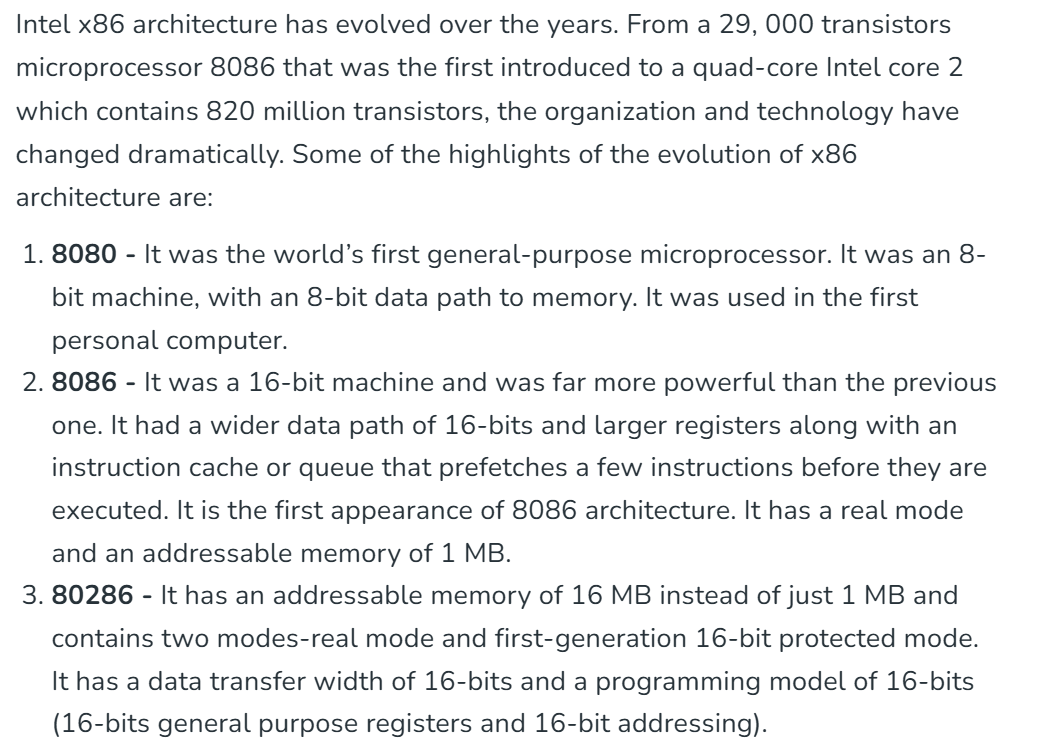 Intel x86 architecture has evolved over the years. From a 29, 000 transistors
microprocessor 8086 that was the first introduced to a quad-core Intel core 2
which contains 820 million transistors, the organization and technology have
changed dramatically. Some of the highlights of the evolution of x86
architecture are:
1. 8080 - It was the world’s first general-purpose microprocessor. It was an 8-
bit machine, with an 8-bit data path to memory. It was used in the first
personal computer.
2. 8086 - It was a 16-bit machine and was far more powerful than the previous
one. It had a wider data path of 16-bits and larger registers along with an
instruction cache or queue that prefetches a few instructions before they are
executed. It is the first appearance of 8086 architecture. It has a real mode
and an addressable memory of 1 MB.
3. 80286 - It has an addressable memory of 16 MB instead of just 1 MB and
contains two modes-real mode and first-generation 16-bit protected mode.
It has a data transfer width of 16-bits and a programming model of 16-bits
(16-bits general purpose registers and 16-bit addressing).